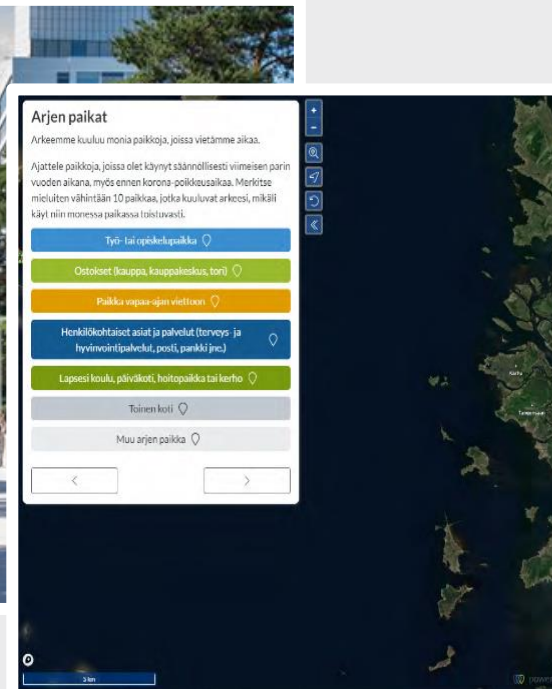 Arjen paikat
Arkeemme kuuluu monia paikkoja, joissa vietämme aikaa.
Ajattele paikkoja, joissa olet käynyt säännöllisesti viimeisen parin
vuoden aikana, myös ennen korona-poikkeusaikaa. Merkitse
mieluiten vähintään 10 paikkaa, jotka kuuluvat arkeesi, mikäli
käyt niin monessa paikassa toistuvasti.
Työ- tai opiskelupaikka
Ostokset (kauppa, kauppakeskus, tori)
Paikka vapaa-ajan viettoon
Henkilökohtaiset asiat ja palvelut (terveys- ja
hyvinvointipalvelut, posti, pankki jne.)
Lapsesi koulu, päiväkoti, hoitopaikka tai kerho
Toinen koti
Muu arjen paikka
3 km